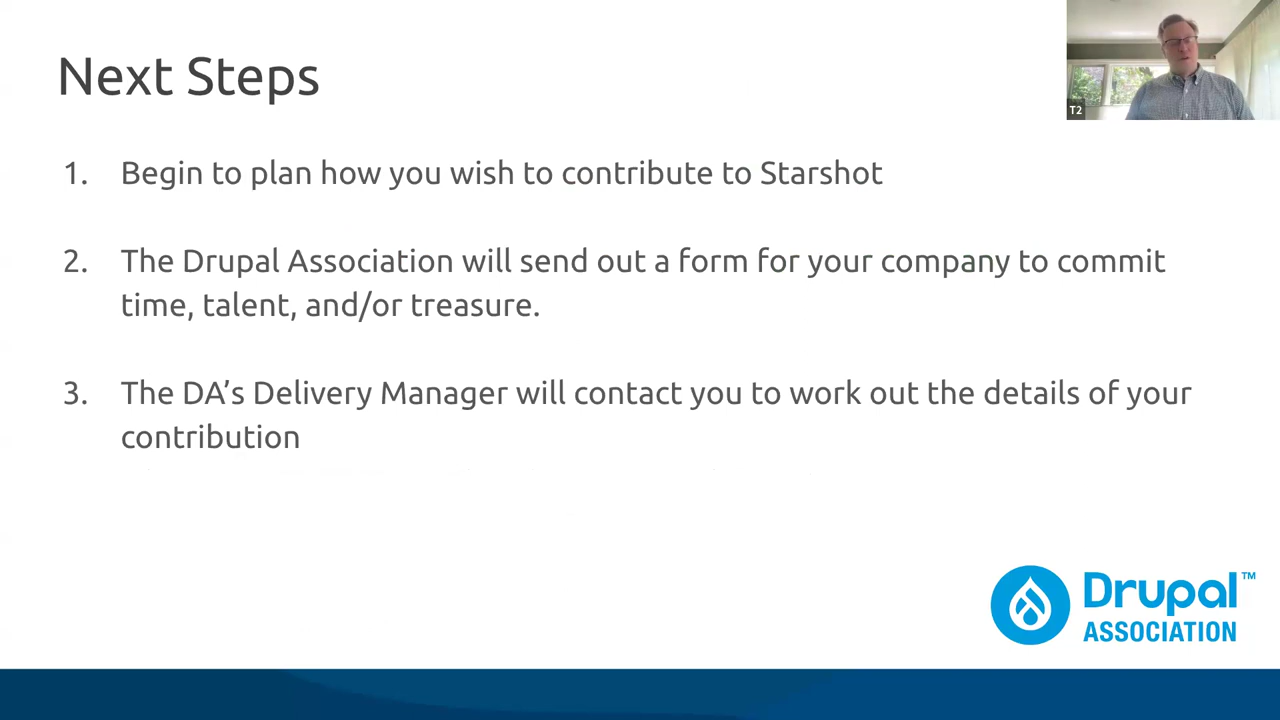 Next Steps
T2
1. Begin to plan how you wish to contribute to Starshot
2. The Drupal Association will send out a form for your company to commit
time, talent, and/or treasure.
3. The DA’s Delivery Manager will contact you to work out the details of your
contribution
Drupal™
ASSOCIATION